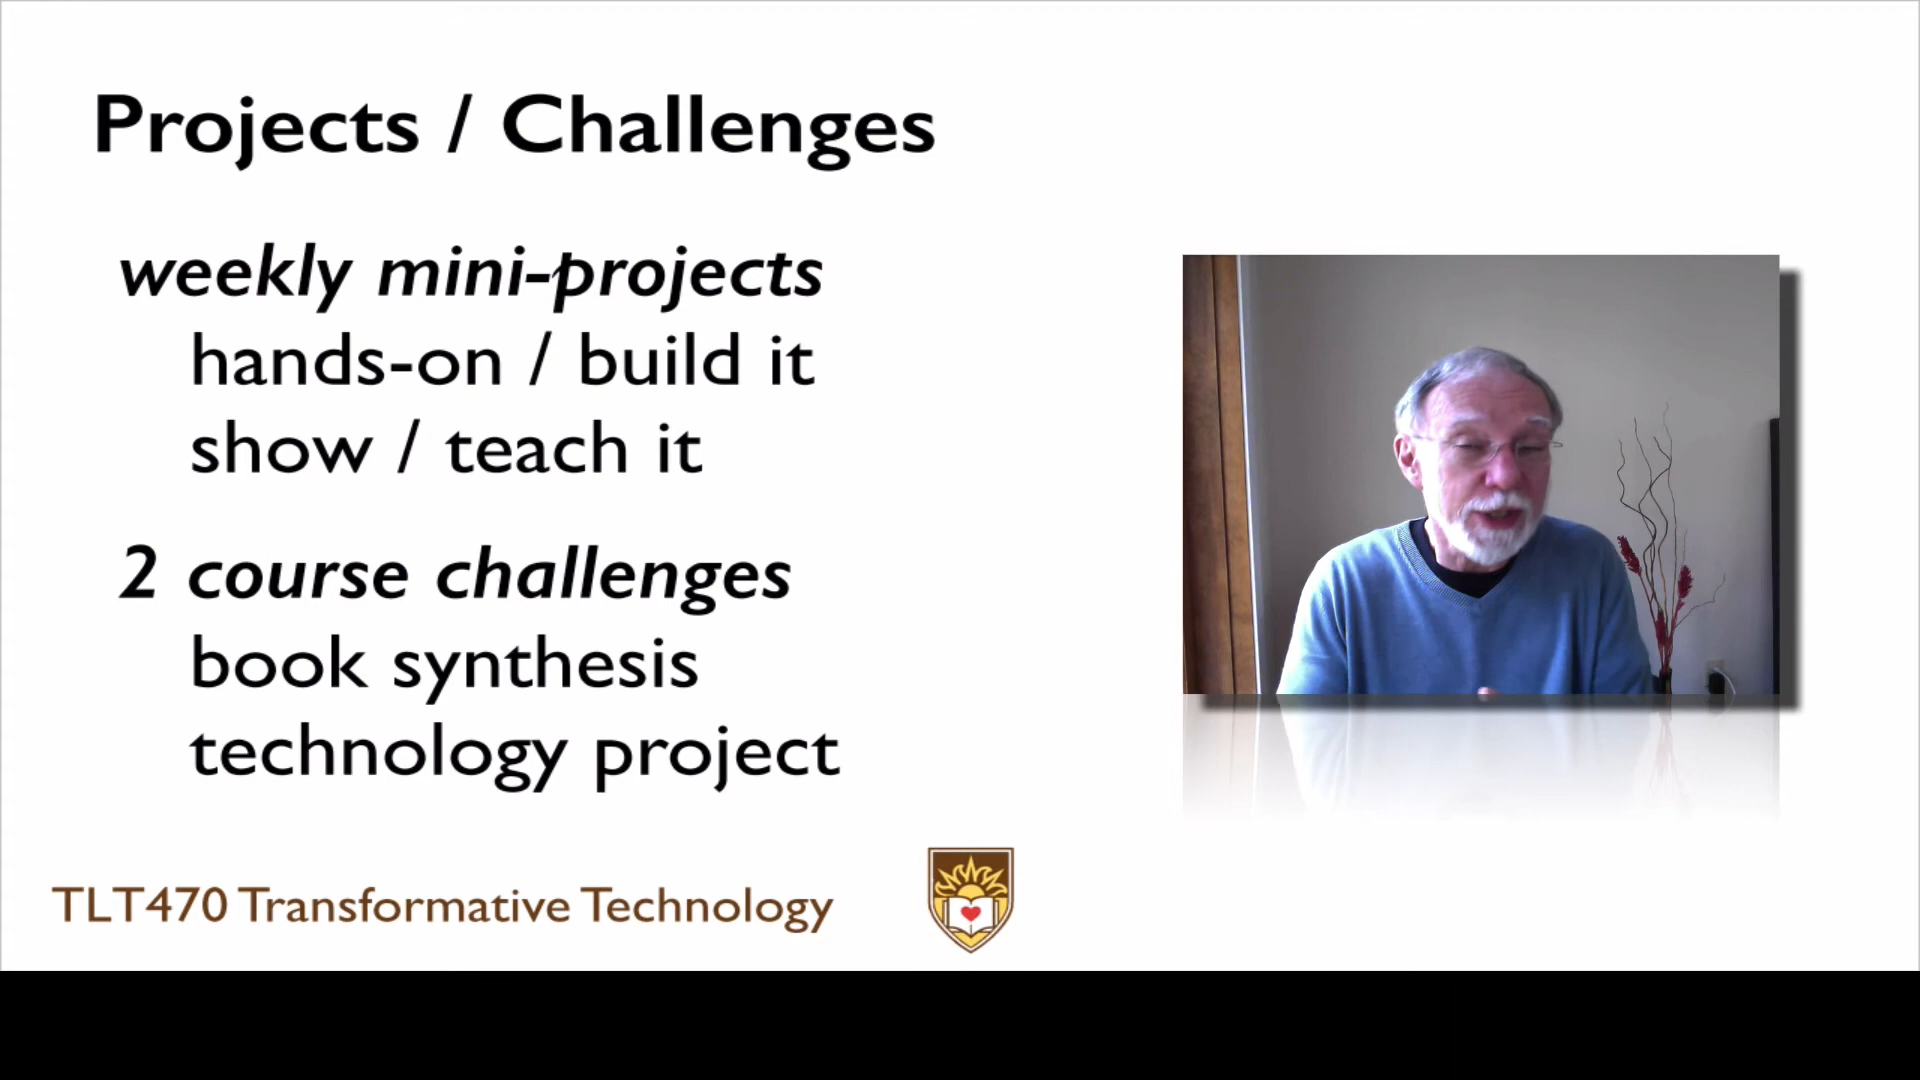 Projects / Challenges
weekly mini-projects
hands-on / build it
show / teach it
2 course challenges
book synthesis
technology project
TLT470 Transformative Technology